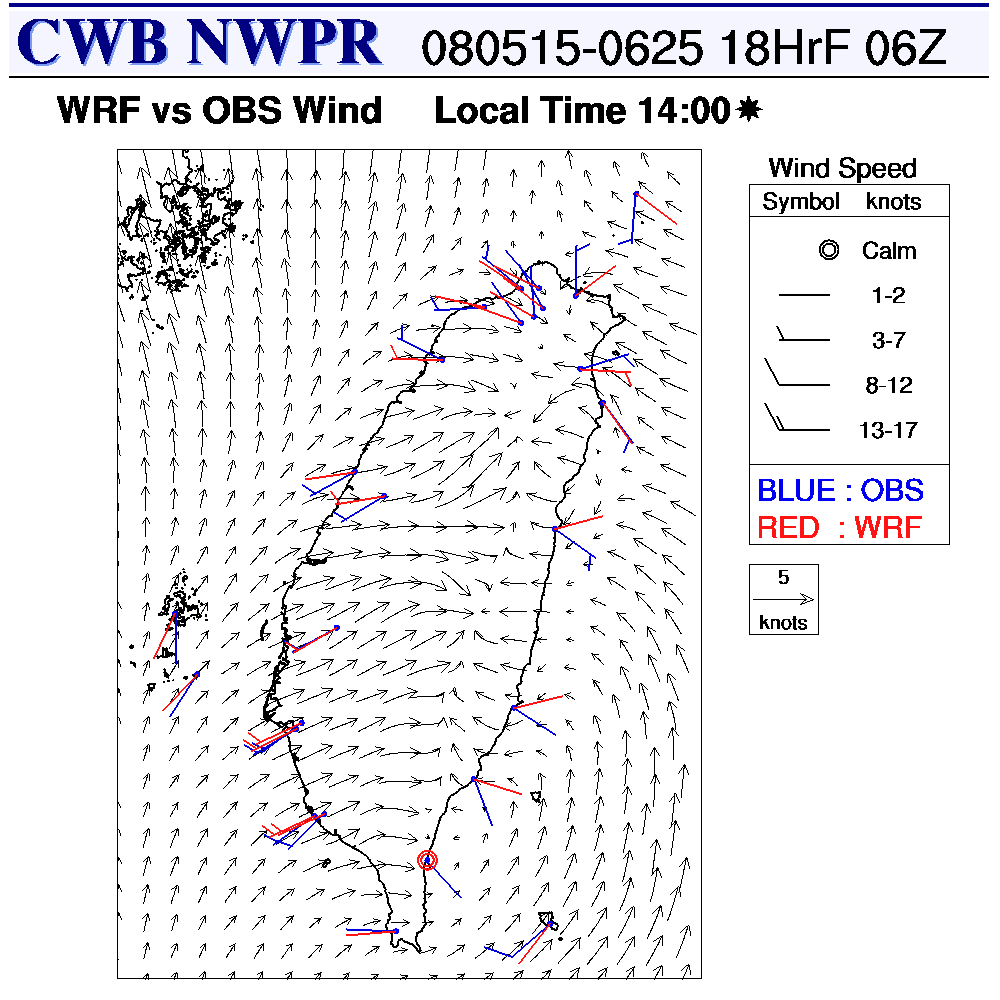 CWB NWPR 080515-0625 18HrF 06Z
WRF vs OBS Wind Local Time 14:00✷
Wind Speed
Symbol knots
Calm
1-2
3-7
8-12
13-17
BLUE : OBS
RED : WRF
5
knots